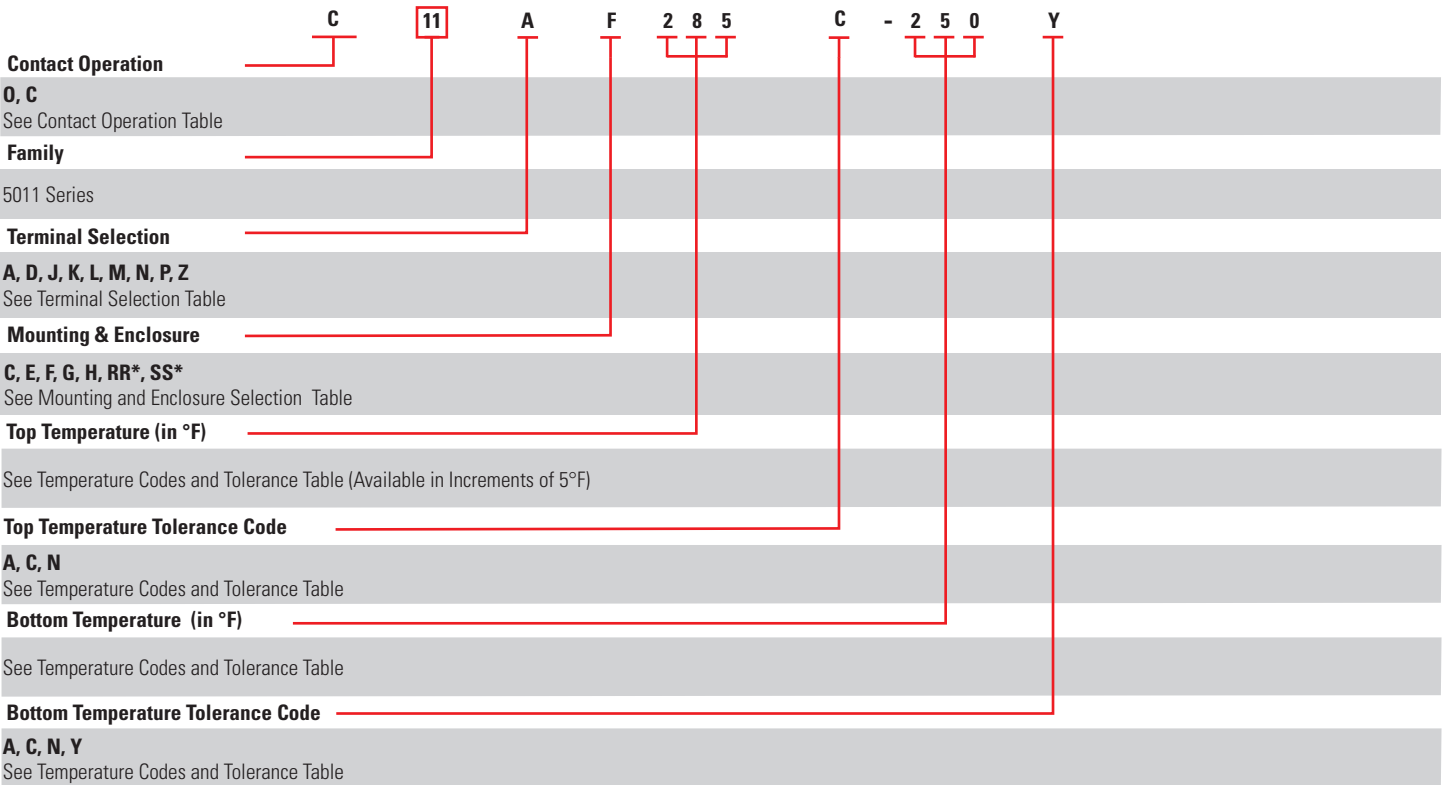 C 11 A F 2 8 5 C - 2 5 0 Y
Contact Operation
O, C
See Contact Operation Table
Family
5011 Series
Terminal Selection
A, D, J, K, L, M, N, P, Z
See Terminal Selection Table
Mounting & Enclosure
C, E, F, G, H, RR*, SS*
See Mounting and Enclosure Selection Table
Top Temperature (in °F)
See Temperature Codes and Tolerance Table (Available in Increments of 5°F)
Top Temperature Tolerance Code
A, C, N
See Temperature Codes and Tolerance Table
Bottom Temperature (in °F)
See Temperature Codes and Tolerance Table
Bottom Temperature Tolerance Code
A, C, N, Y
See Temperature Codes and Tolerance Table